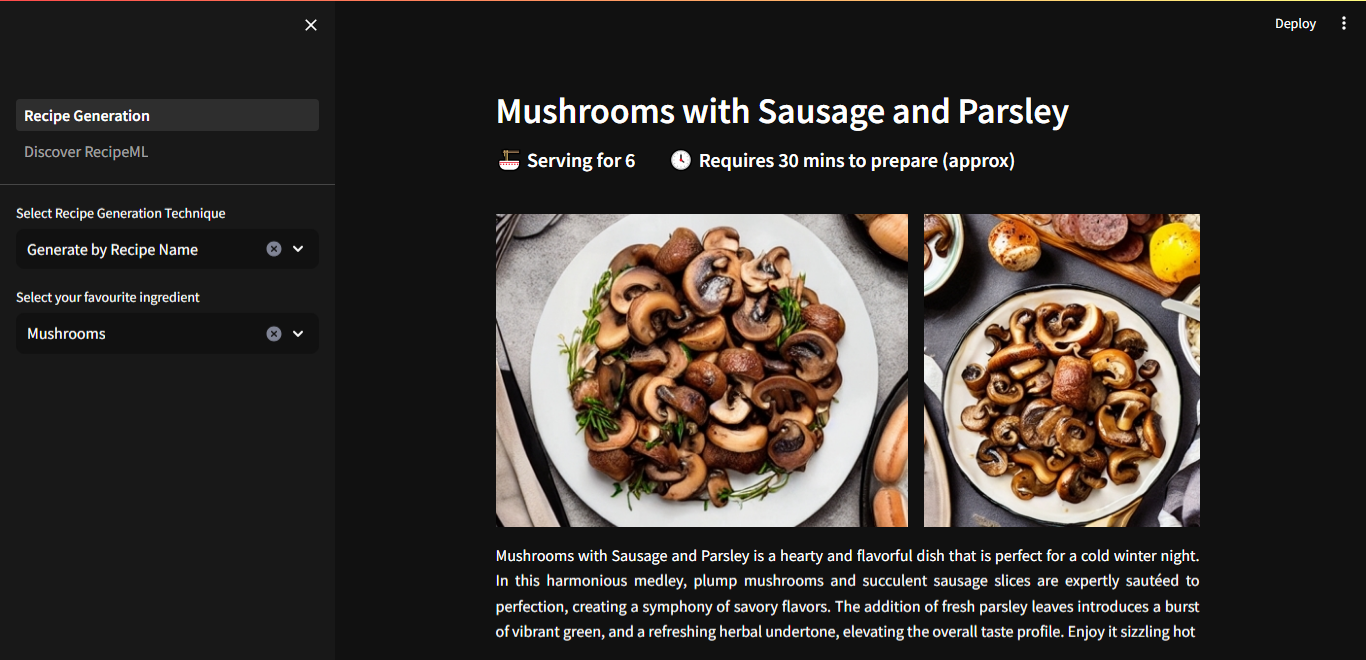 Deploy
Recipe Generation
Discover RecipeML
Select Recipe Generation Technique
Generate by Recipe Name
Select your favourite ingredient
Mushrooms
Mushrooms with Sausage and Parsley
Serving for 6
Requires 30 mins to prepare (approx)
Mushrooms with Sausage and Parsley is a hearty and flavorful dish that is perfect for a cold winter night.
In this harmonious medley, plump mushrooms and succulent sausage slices are expertly sautéed to
perfection, creating a symphony of savory flavors. The addition of fresh parsley leaves introduces a burst
of vibrant green, and a refreshing herbal undertone, elevating the overall taste profile. Enjoy it sizzling hot